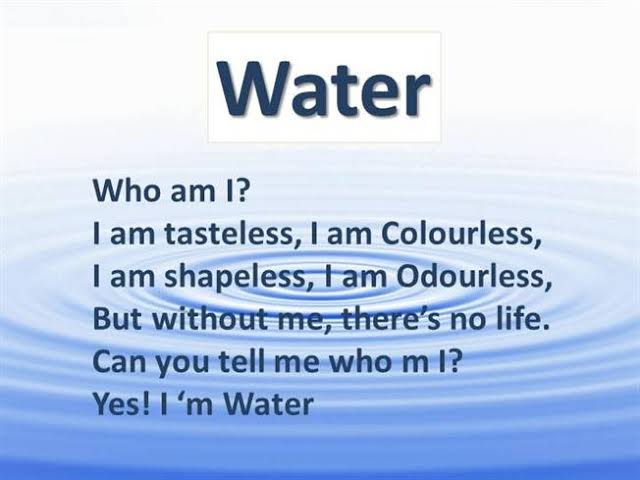 Water
Who am I?
I am tasteless, I am Colourless,
I am shapeless, I am Odourless,
But without me, there’s no life.
Can you tell me who m I?
Yes! I ‘m Water